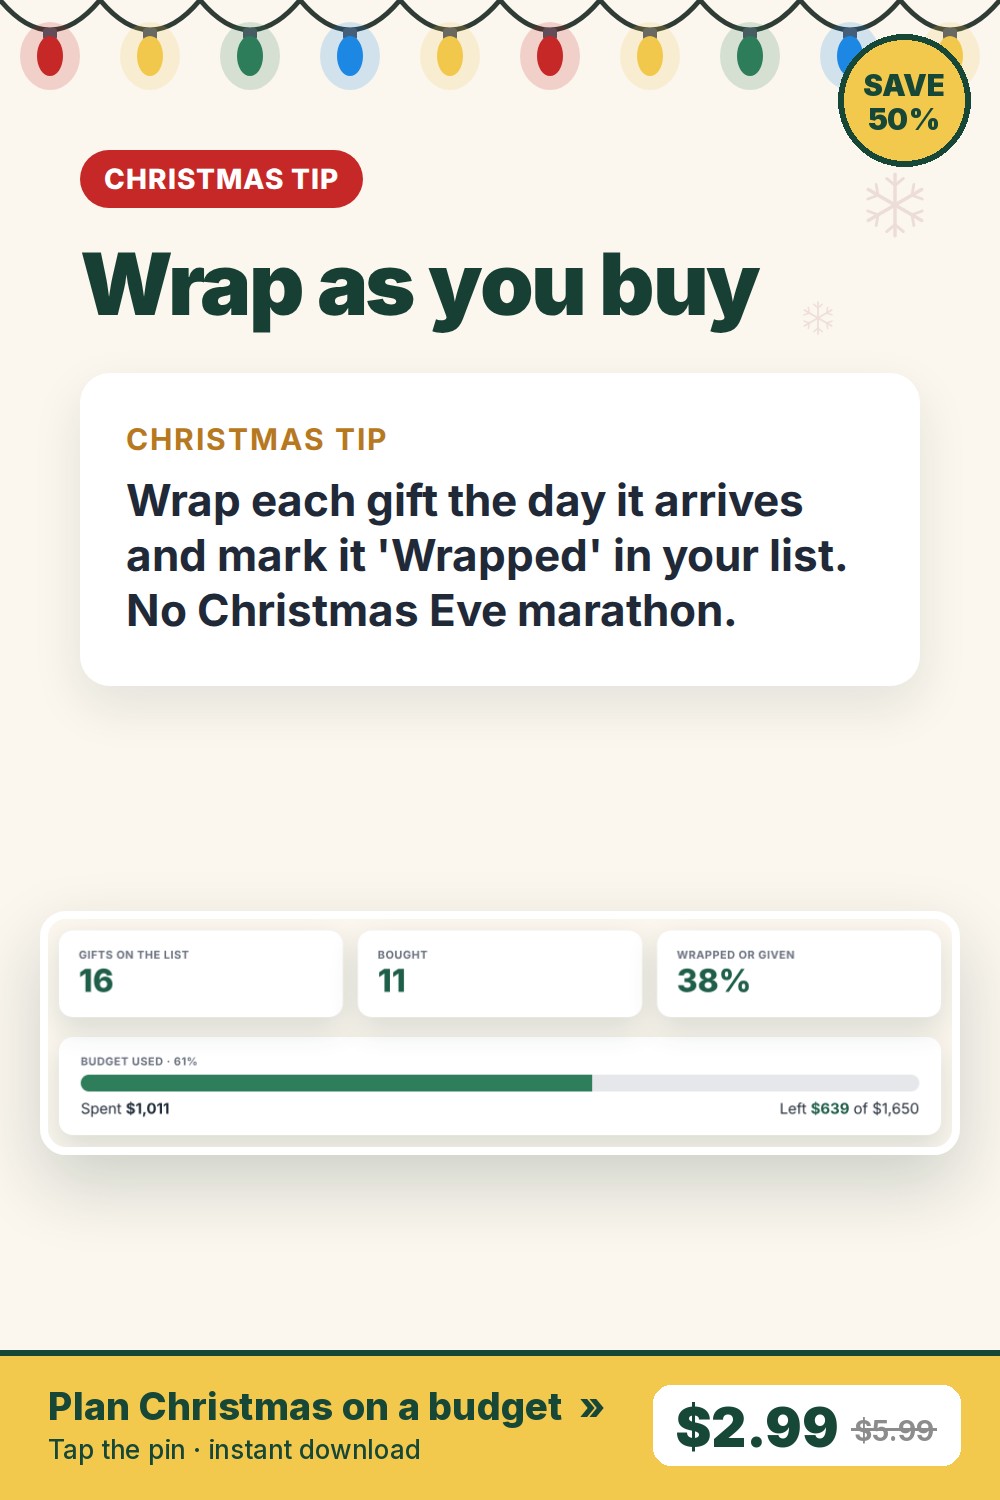 SAVE
50%
CHRISTMAS TIP
Wrap as you buy
CHRISTMAS TIP
Wrap each gift the day it arrives
and mark it 'Wrapped' in your list.
No Christmas Eve marathon.
GIFTS ON THE LIST
16
BOUGHT
11
WRAPPED OR GIVEN
38%
BUDGET USED · 61%
Spent $1,011
Left $639 of $1,650
Plan Christmas on a budget »
Tap the pin · instant download
$2.99 $5.99